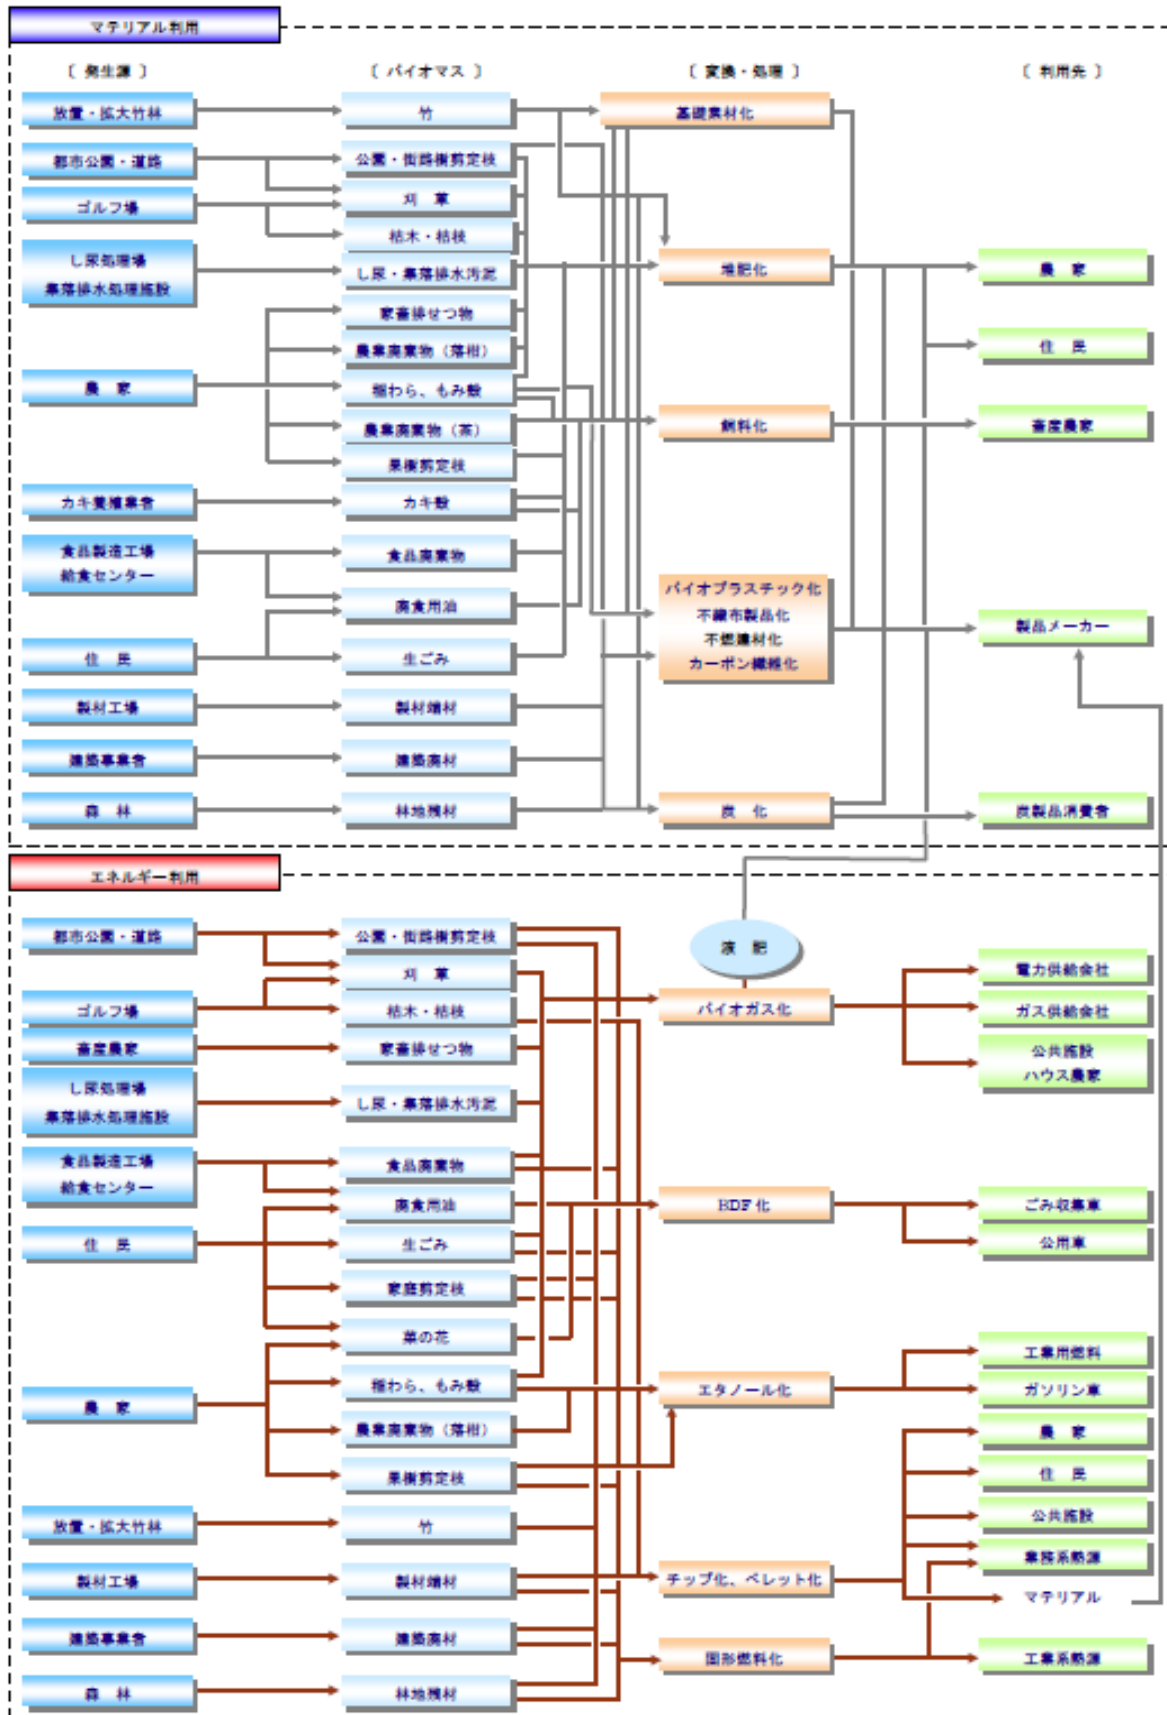 マテリアル利用
〔 発生源 〕
〔 バイオマス 〕
〔 変換・処理 〕
〔 利用先 〕
放置・拡大竹林
竹
基礎素材化
都市公園・道路
公園・街路樹剪定枝
ゴルフ場
刈 草
枯木・枯枝
し尿処理場
集落排水処理施設
し尿・集落排水汚泥
堆肥化
農 家
家畜排せつ物
住 民
農業廃棄物（落柑）
農 家
稲わら、もみ殻
農業廃棄物（茶）
飼料化
畜産農家
果樹剪定枝
カキ養殖業者
カキ殻
食品製造工場
給食センター
食品廃棄物
廃食用油
バイオプラスチック化
不織布製品化
不燃建材化
カーボン繊維化
製品メーカー
住 民
生ごみ
製材工場
製材端材
建築事業者
建築廃材
森 林
林地残材
炭 化
炭製品消費者
エネルギー利用
都市公園・道路
公園・街路樹剪定枝
液 肥
刈 草
電力供給会社
ゴルフ場
枯木・枯枝
バイオガス化
ガス供給会社
畜産農家
家畜排せつ物
公共施設
ハウス農家
し尿処理場
集落排水処理施設
し尿・集落排水汚泥
食品製造工場
給食センター
食品廃棄物
廃食用油
BDF化
ごみ収集車
住 民
生ごみ
公用車
家庭剪定枝
菜の花
工業用燃料
稲わら、もみ殻
エタノール化
ガソリン車
農 家
農業廃棄物（落柑）
農 家
果樹剪定枝
住 民
放置・拡大竹林
竹
公共施設
業務系熱源
製材工場
製材端材
チップ化、ペレット化
マテリアル
建築事業者
建築廃材
固形燃料化
工業系熱源
森 林
林地残材